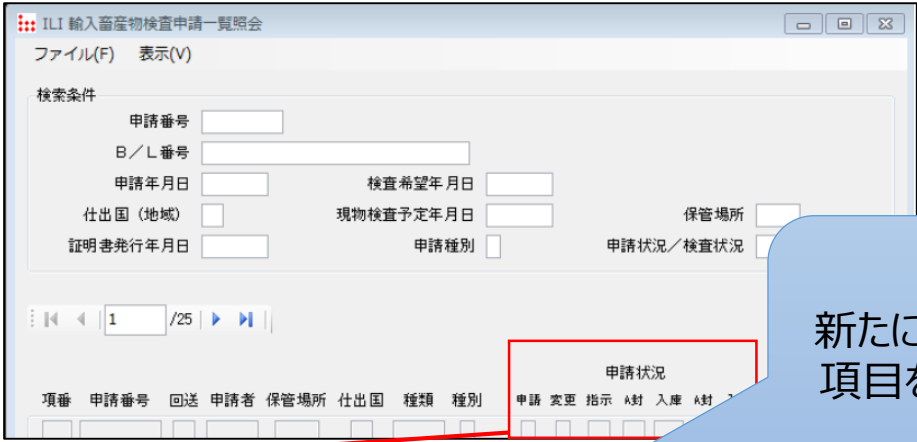 ILI 輸入畜産物検査申請一覧照会
ファイル(F) 表示(V)
検索条件
申請番号
B/L番号
申請年月日 検査希望年月日
仕出国(地域) 現物検査予定年月日 保管場所
証明書発行年月日 申請種別 申請状況/検査状況
1 /25
新たに
項目を
申請状況
項番 申請番号 回送 申請者 保管場所 仕出国 種類 種別 申請 変更 指示 A封 入庫 A封